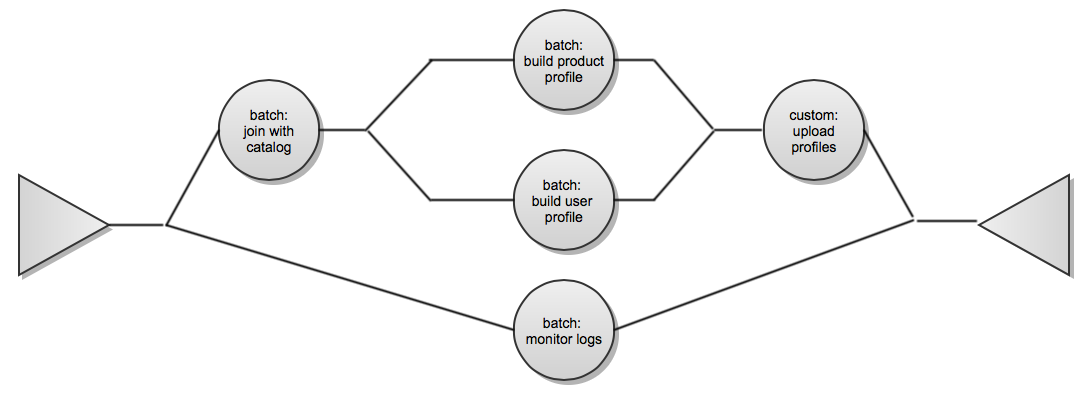 batch:
join with
catalog
batch:
build product
profile
batch:
build user
profile
custom:
upload
profiles
batch:
monitor logs